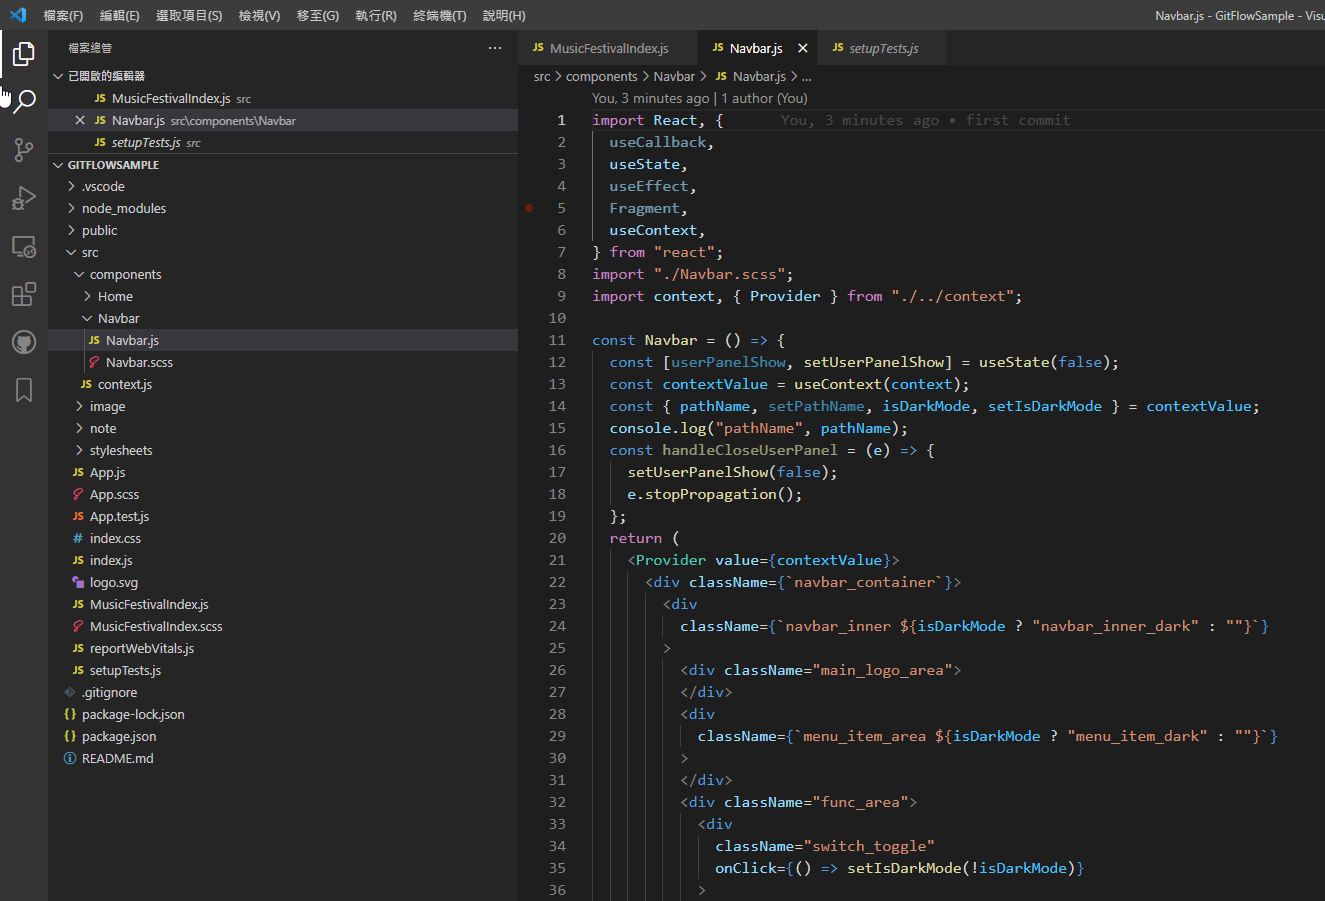 檔案(F) 編輯(E) 選取項目(S) 檢視(V) 移至(G) 執行(R) 終端機(T) 說明(H)
Navbar.js - GitFlowSample - Visu
檔案總管
已開啟的編輯器
JS MusicFestivalIndex.js src
JS Navbar.js src\components\Navbar
JS setupTests.js src
GITFLOWSAMPLE
.vscode
node_modules
public
src
components
Home
Navbar
JS Navbar.js
Navbar.scss
JS context.js
image
note
stylesheets
JS App.js
App.scss
JS App.test.js
# index.css
JS index.js
logo.svg
JS MusicFestivalIndex.js
MusicFestivalIndex.scss
JS reportWebVitals.js
JS setupTests.js
.gitignore
{} package-lock.json
{} package.json
README.md
JS MusicFestivalIndex.js
JS Navbar.js
JS setupTests.js
src > components > Navbar > JS Navbar.js > ...
You, 3 minutes ago | 1 author (You)
1 import React, { You, 3 minutes ago • first commit
2 useCallback,
3 useState,
4 useEffect,
5 Fragment,
6 useContext,
7 } from "react";
8 import "./Navbar.scss";
9 import context, { Provider } from "./../context";
10
11 const Navbar = () => {
12 const [userPanelShow, setUserPanelShow] = useState(false);
13 const contextValue = useContext(context);
14 const { pathName, setPathName, isDarkMode, setIsDarkMode } = contextValue;
15 console.log("pathName", pathName);
16 const handleCloseUserPanel = (e) => {
17 setUserPanelShow(false);
18 e.stopPropagation();
19 };
20 return (
21 <Provider value={contextValue}>
22 <div className={`navbar_container`}>
23 <div
24 className={`navbar_inner ${isDarkMode ? "navbar_inner_dark" : ""}`}
25 >
26 <div className="main_logo_area">
27 </div>
28 <div
29 className={`menu_item_area ${isDarkMode ? "menu_item_dark" : ""}`}
30 >
31 </div>
32 <div className="func_area">
33 <div
34 className="switch_toggle"
35 onClick={() => setIsDarkMode(!isDarkMode)}
36 >